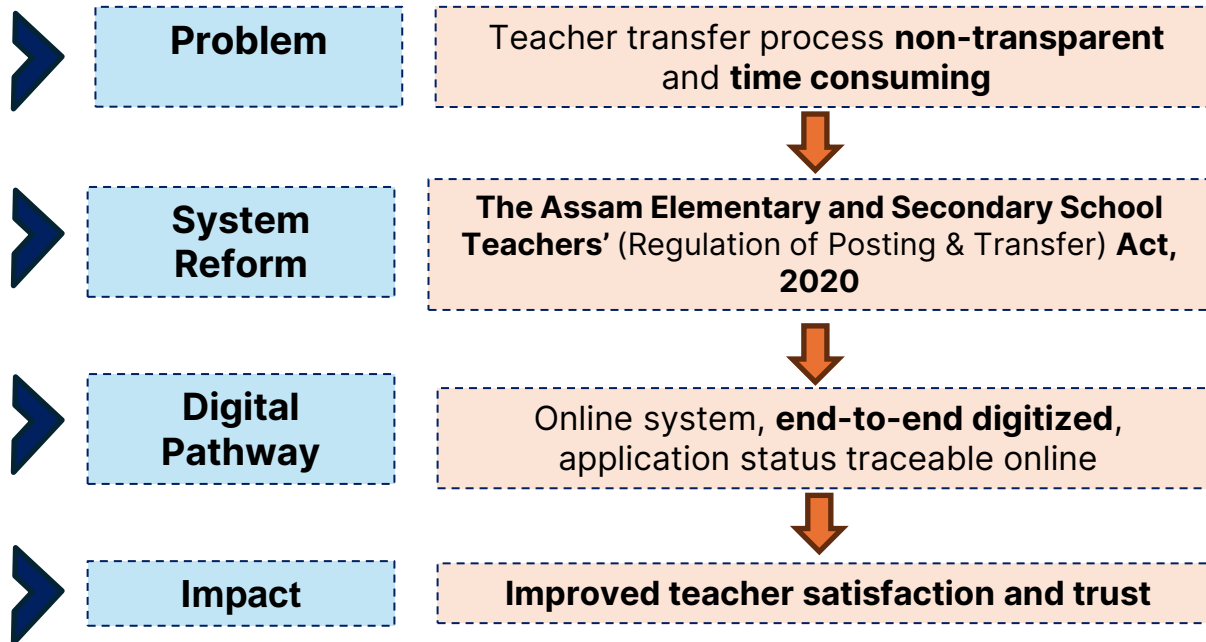 Problem
Teacher transfer process non-transparent
and time consuming
System
Reform
The Assam Elementary and Secondary School
Teachers’ (Regulation of Posting & Transfer) Act,
2020
Digital
Pathway
Online system, end-to-end digitized,
application status traceable online
Impact
Improved teacher satisfaction and trust